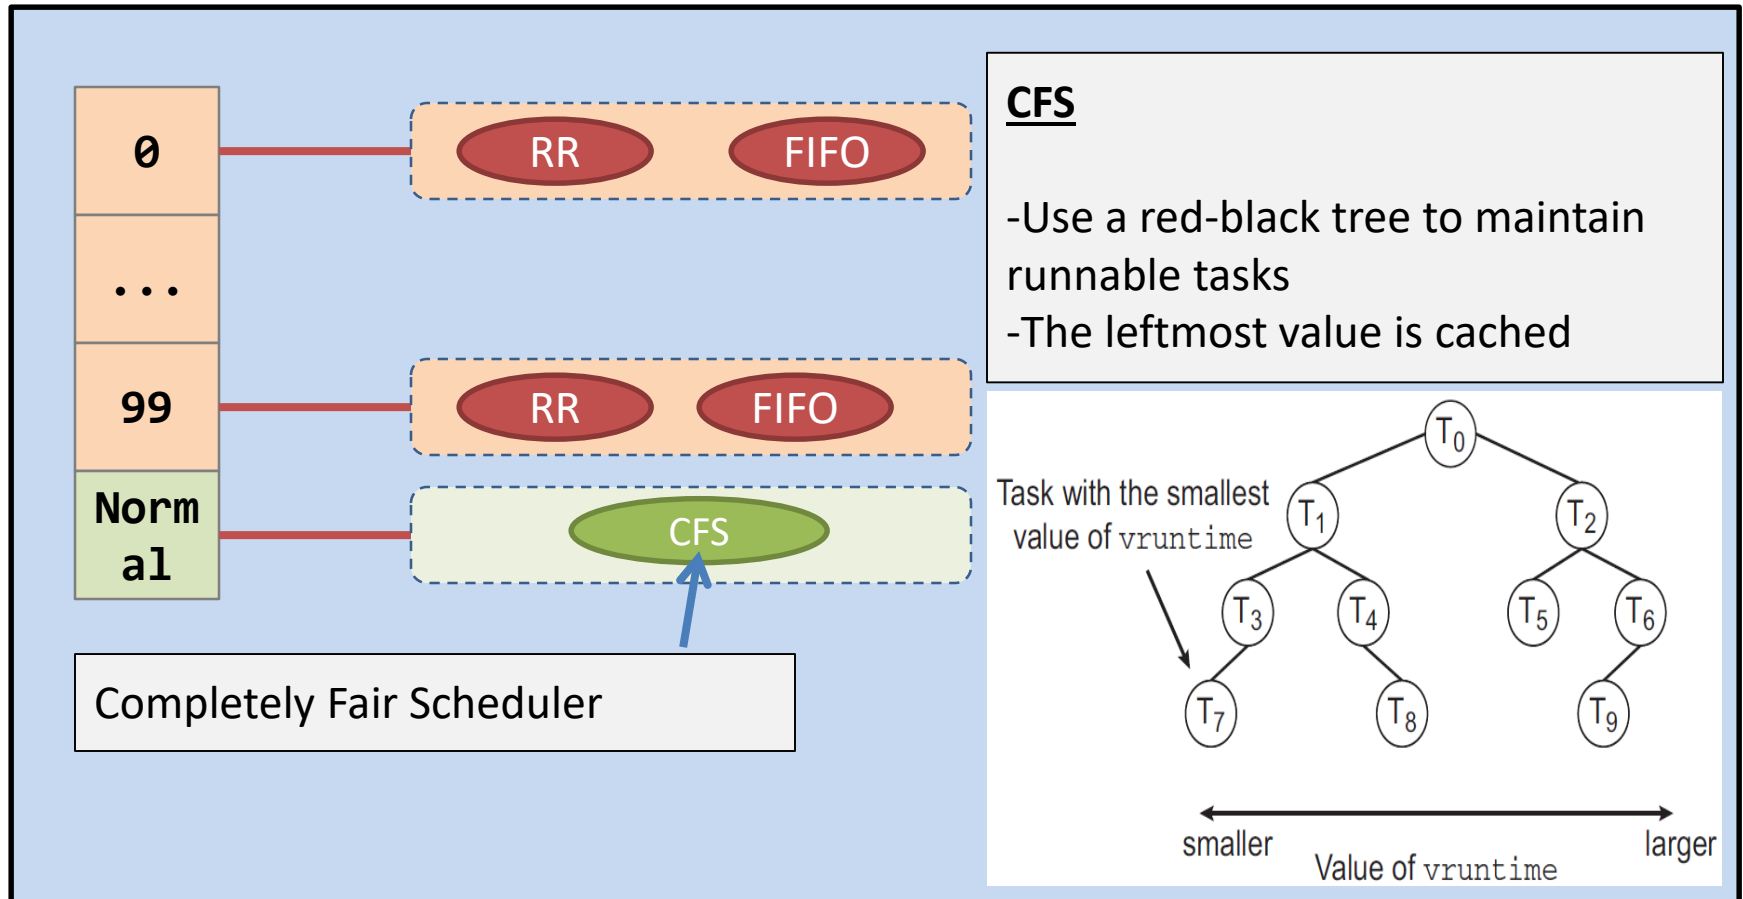 0
RR
FIFO
...
99
RR
FIFO
Norm
al
CFS
Completely Fair Scheduler
CFS
-Use a red-black tree to maintain
runnable tasks
-The leftmost value is cached
Task with the smallest
value of vruntime
T0
T1
T2
T3
T4
T5
T6
T7
T8
T9
smaller
larger
Value of vruntime